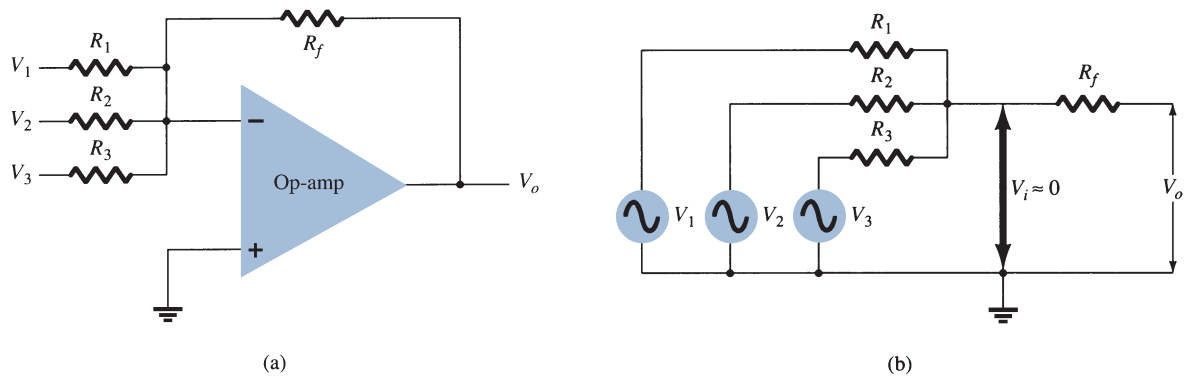 R1
Rf
V1
R2
V2
R3
V3
−
Op-amp
+
Vo
(a)
R1
R2
R3
Rf
V1
V2
V3
Vi ≈ 0
Vo
(b)